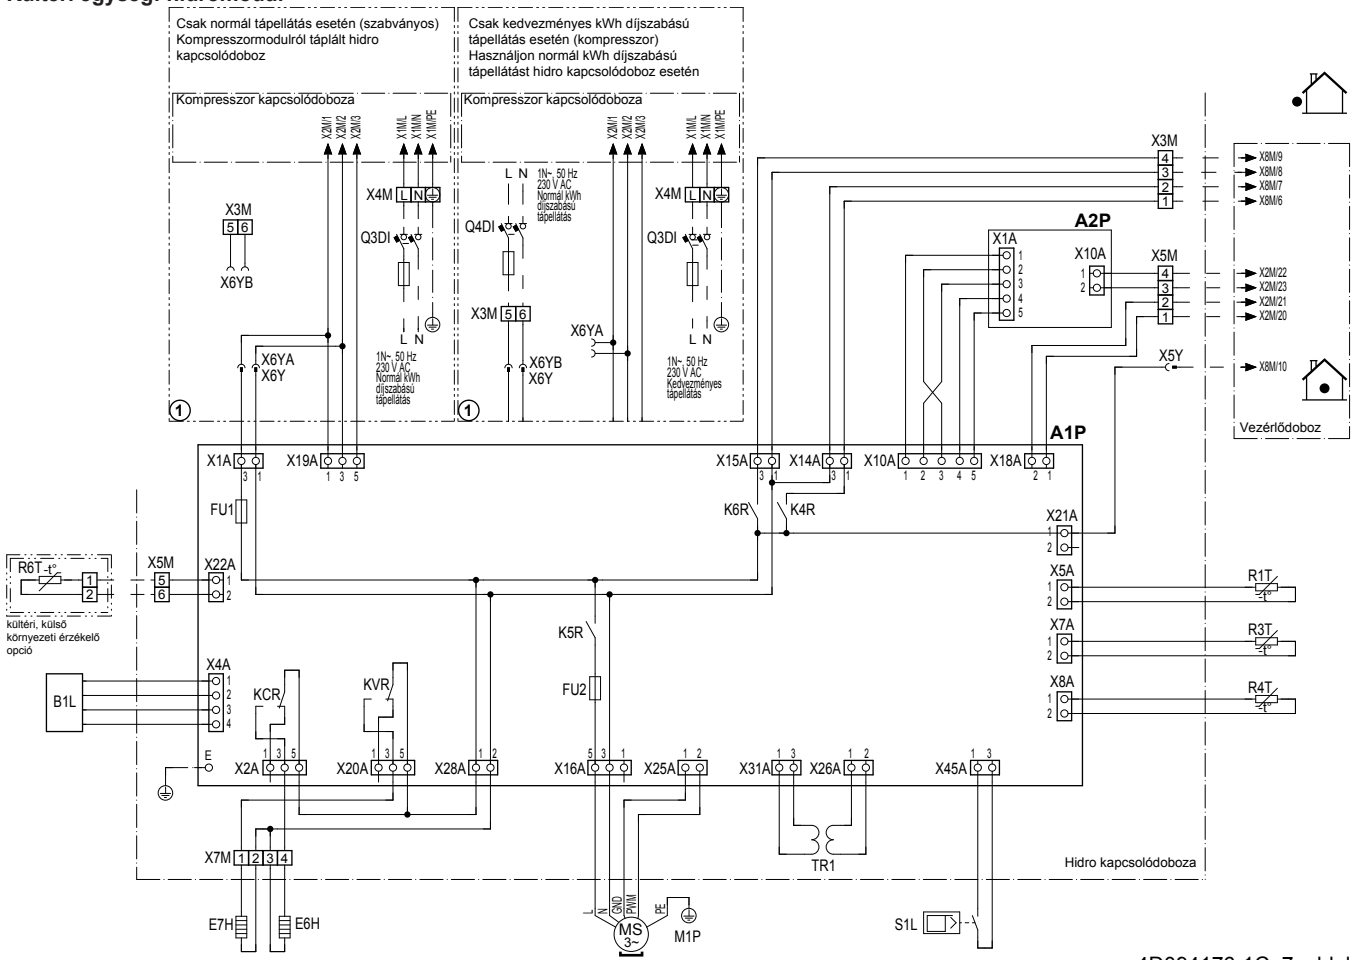 Csak normál tápellátás esetén (szabványos)
Kompresszormodulról táplált hidro
kapcsolódoboz
Csak kedvezményes kWh díjszabású
tápellátás esetén (kompresszor)
Használjon normál kWh díjszabású
tápellátást hidro kapcsolódoboz esetén
Kompresszor kapcsolódoboza
X2M/1
X2M/2
X2M/3
X1M/L
X1M/N
X1M/PE
Kompresszor kapcsolódoboza
X2M/1
X2M/2
X2M/3
X1M/L
X1M/N
X1M/PE
X3M
5 6
X6YB
X4M L N
Q3DI
L N
1N~, 50 Hz
230 V AC
Normál kWh
díjszabású
tápellátás
X6YA
X6Y
1
L N
1N~, 50 Hz
230 V AC
Normál kWh
díjszabású
tápellátás
Q4DI
X3M 5 6
X6YA
X6YB
X6Y
X4M L N
Q3DI
L N
1N~, 50 Hz
230 V AC
Kedvezményes
tápellátás
1
X3M
4
3
2
1
X8M/9
X8M/8
X8M/7
X8M/6
A2P
X1A
1
2
3
4
5
X10A
1
2
X5M
4
3
2
1
X2M/22
X2M/23
X2M/21
X2M/20
X5Y
X8M/10
Vezérlődoboz
A1P
X1A
3 1
X19A
1 3 5
X15A
3 1
X14A
3 1
X10A
1 2 3 4 5
X18A
2 1
FU1
K6R
K4R
X21A
1
2
R6T -t°
1
2
X5M
5
6
X22A
1
2
kültéri, külső
környezeti érzékelő
opció
X5A
1
2
R1T
-t°
X7A
1
2
R3T
-t°
X8A
1
2
R4T
-t°
K5R
FU2
B1L
X4A
1
2
3
4
KCR
KVR
E
X2A
1 3 5
X20A
1 3 5
X28A
1 2
X16A
5 3 1
X25A
1 2
X31A
1 3
X26A
1 2
X45A
1 3
TR1
X7M 1 2 3 4
Hidro kapcsolódoboza
E7H
E6H
L
N
GND
PWM
PE
MS
3~
M1P
S1L